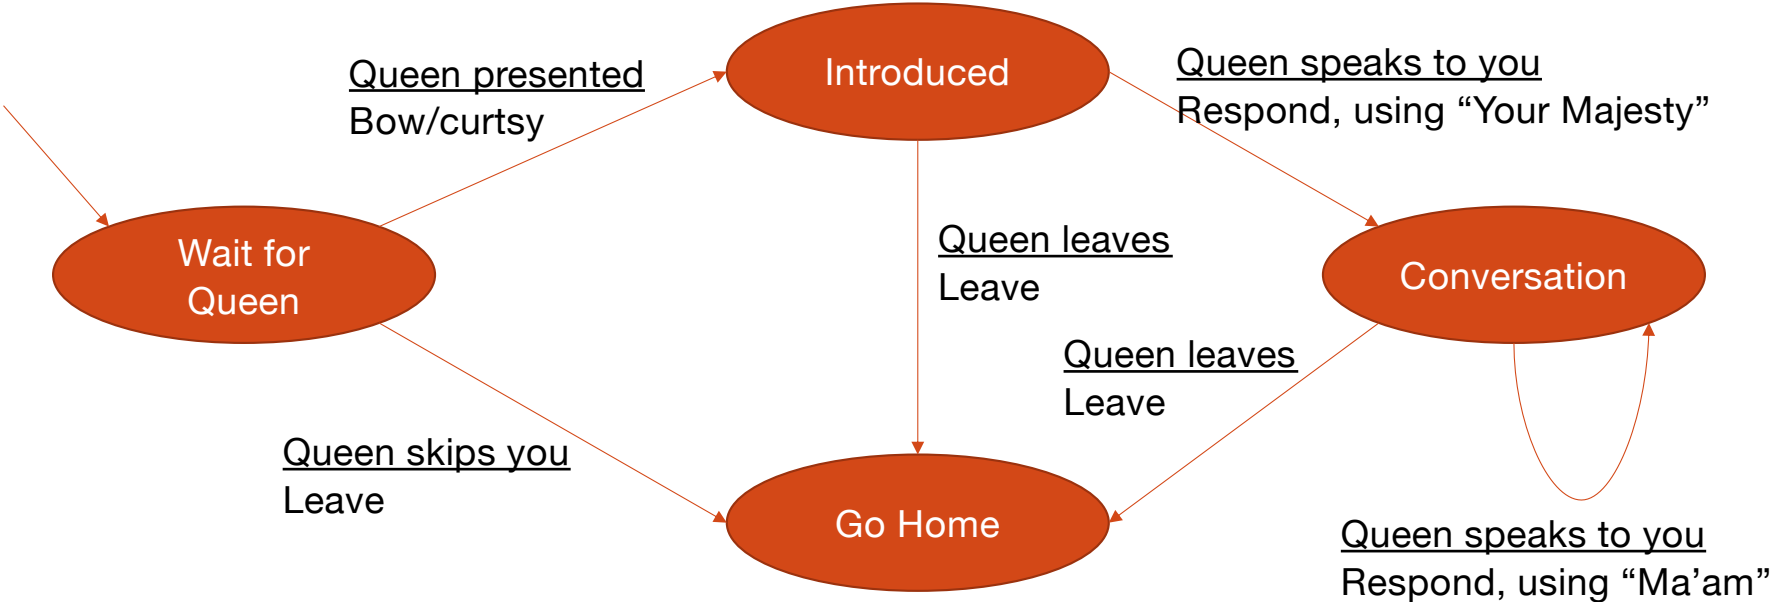 Queen presented
Bow/curtsy
Introduced
Queen speaks to you
Respond, using “Your Majesty”
Wait for
Queen
Queen leaves
Leave
Conversation
Queen leaves
Leave
Queen skips you
Leave
Go Home
Queen speaks to you
Respond, using “Ma’am”